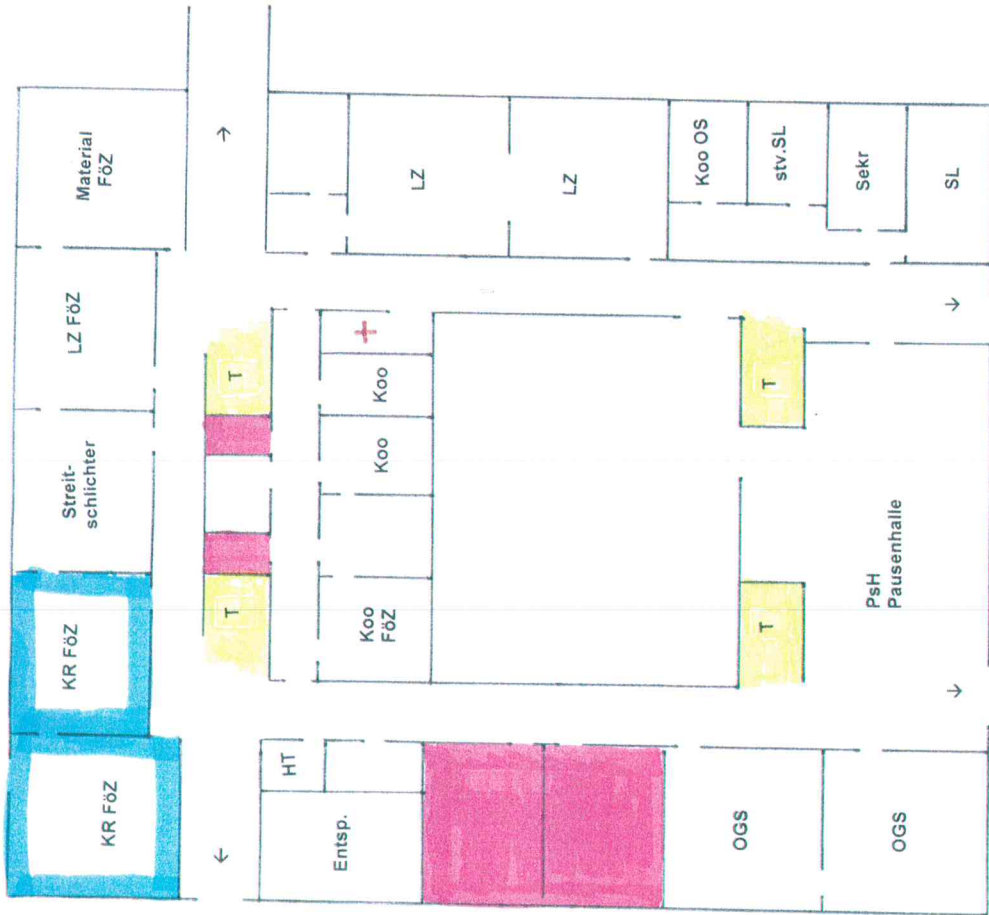 Material
FöZ
LZ FöZ
Streit-
schlichter
KR FöZ
KR FöZ
→
T
T
LZ
LZ
Koo OS
stv.SL
Sekr
SL
Koo
Koo
Koo
FöZ
T
T
PsH
Pausenhalle
→
→
←
HT
Entsp.
OGS
OGS